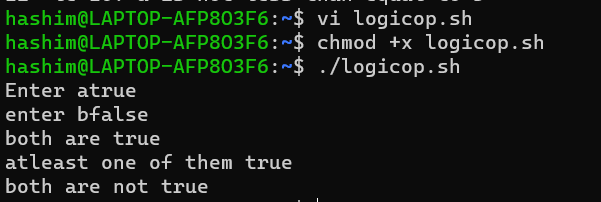 hashim@LAPTOP-AFP8O3F6:~$ vi logicop.sh
hashim@LAPTOP-AFP8O3F6:~$ chmod +x logicop.sh
hashim@LAPTOP-AFP8O3F6:~$ ./logicop.sh
Enter atrue
enter bfalse
both are true
atleast one of them true
both are not true